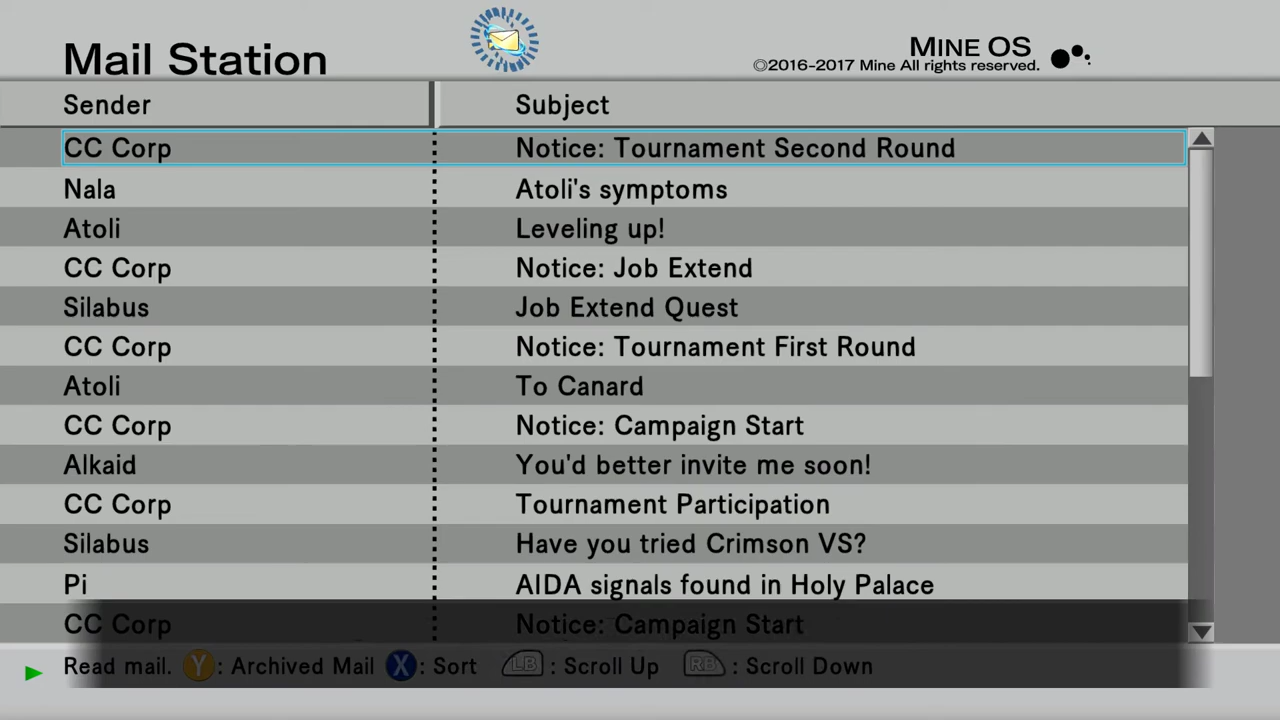 Mail Station
MINE OS
©2016-2017 Mine All rights reserved.
Sender Subject
CC Corp Notice: Tournament Second Round
Nala Atoli's symptoms
Atoli Leveling up!
CC Corp Notice: Job Extend
Silabus Job Extend Quest
CC Corp Notice: Tournament First Round
Atoli To Canard
CC Corp Notice: Campaign Start
Alkaid You'd better invite me soon!
CC Corp Tournament Participation
Silabus Have you tried Crimson VS?
Pi AIDA signals found in Holy Palace
CC Corp Notice: Campaign Start
Read mail. Y: Archived Mail X: Sort LB: Scroll Up RB: Scroll Down